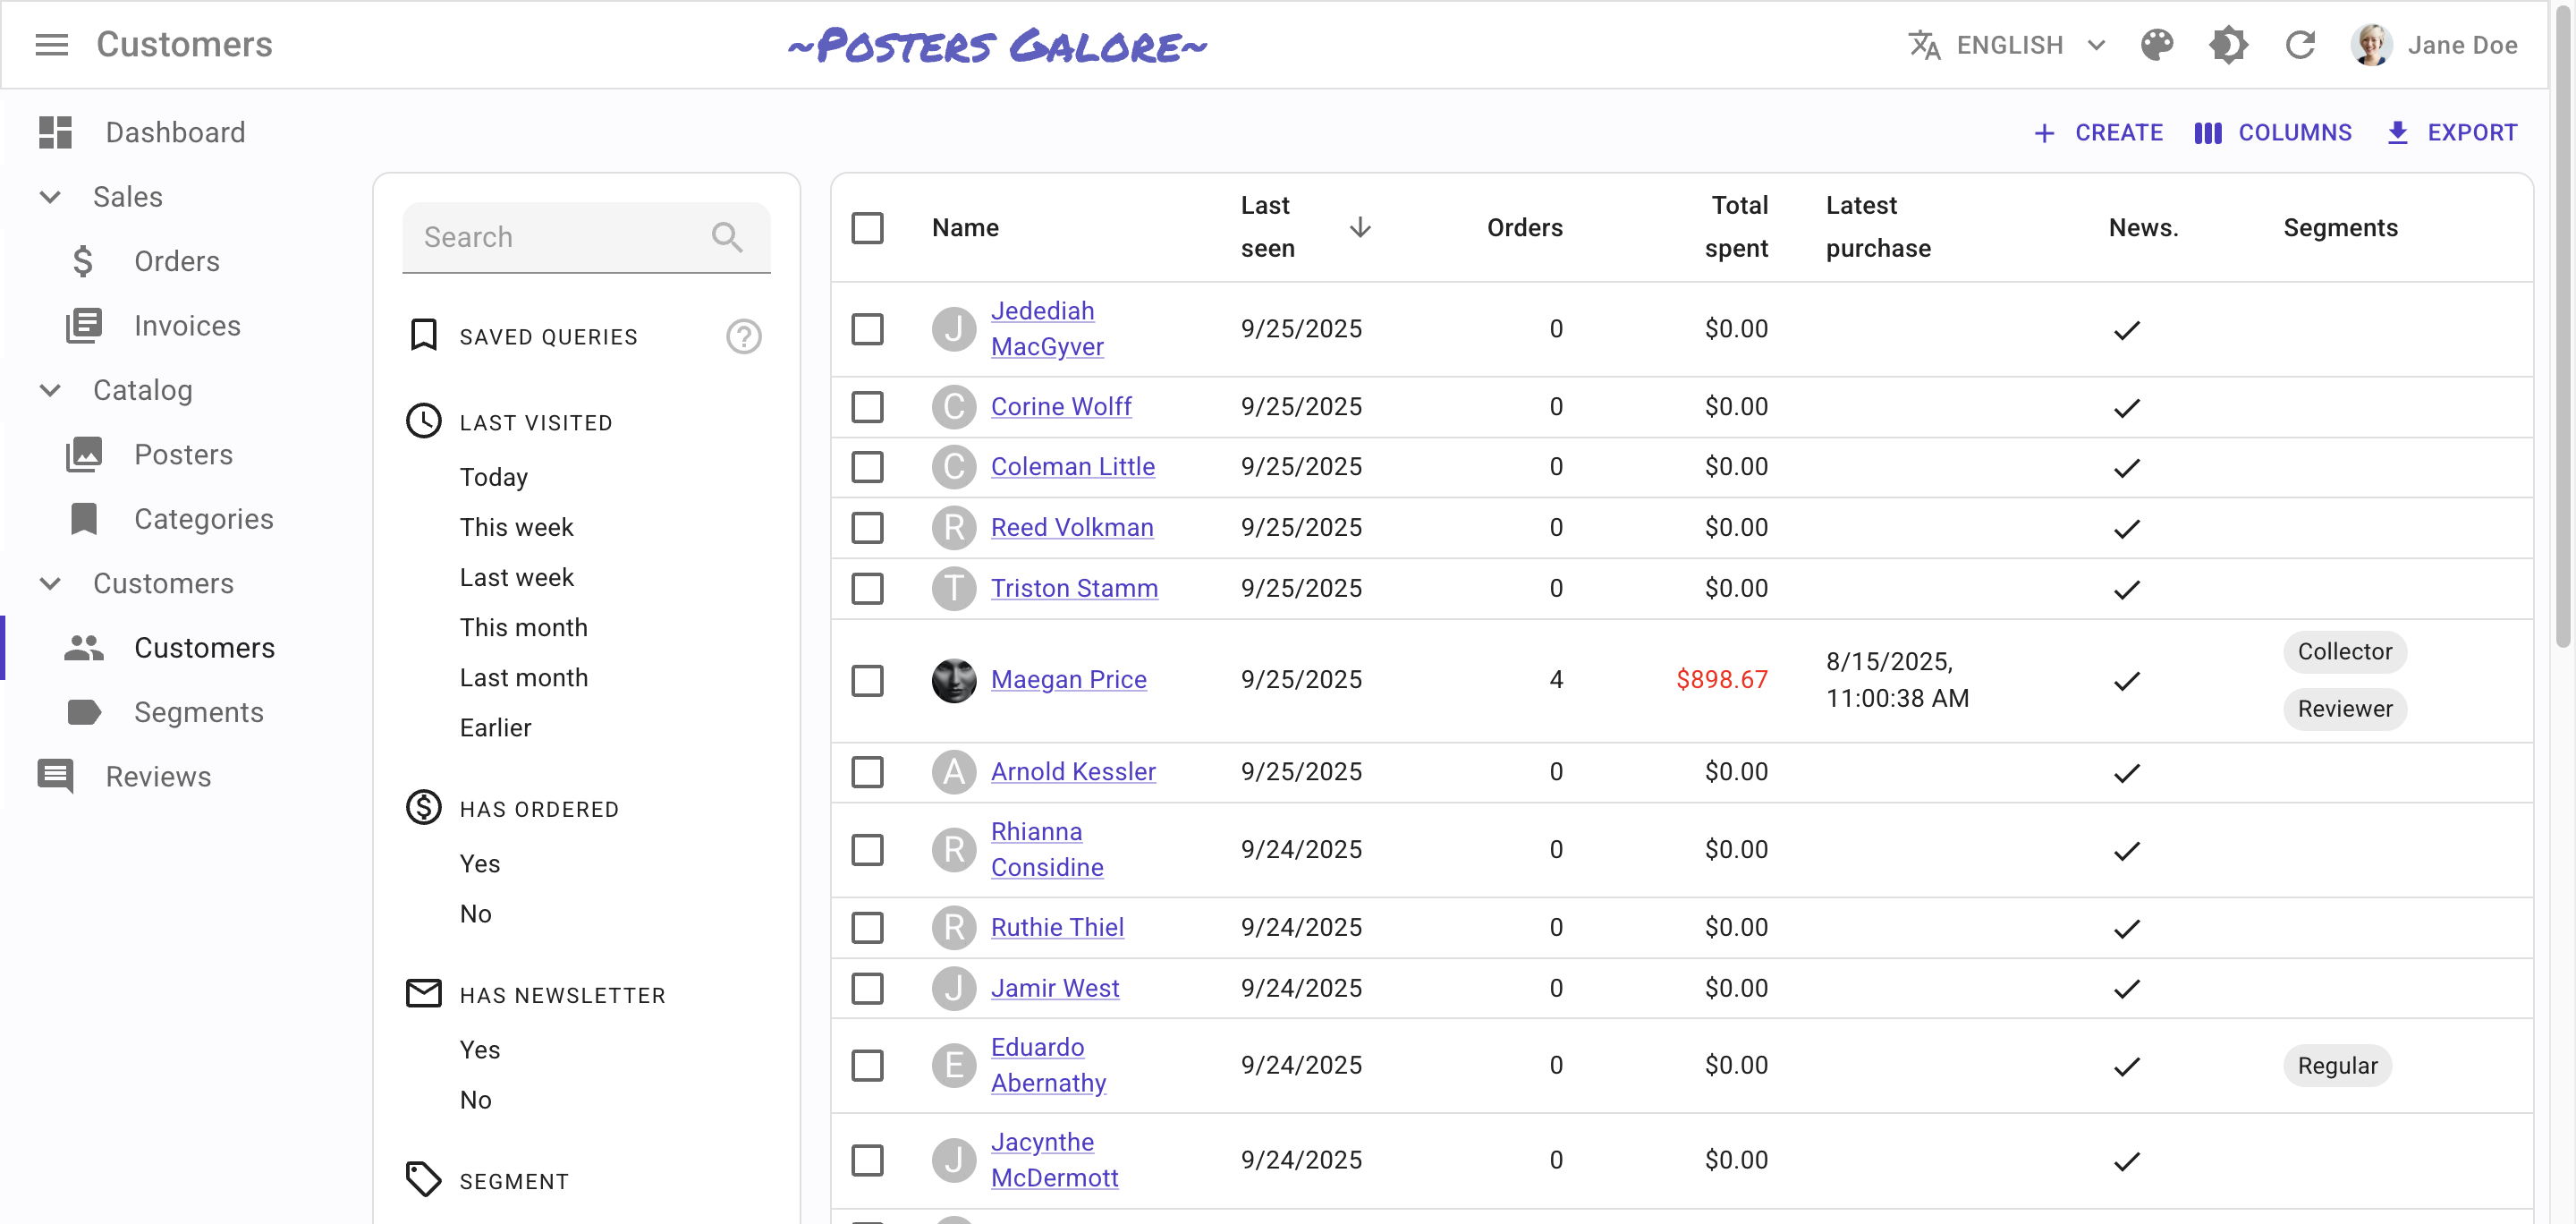 Customers
~Posters Galore~
ENGLISH
Jane Doe
Dashboard
Sales
Orders
Invoices
Catalog
Posters
Categories
Customers
Customers
Segments
Reviews
CREATE
COLUMNS
EXPORT
Search
SAVED QUERIES
?
LAST VISITED
Today
This week
Last week
This month
Last month
Earlier
HAS ORDERED
Yes
No
HAS NEWSLETTER
Yes
No
SEGMENT
Name
Last
seen
Orders
Total
spent
Latest
purchase
News.
Segments
J Jedediah
MacGyver
9/25/2025 0 $0.00
C Corine Wolff 9/25/2025 0 $0.00
C Coleman Little 9/25/2025 0 $0.00
R Reed Volkman 9/25/2025 0 $0.00
T Triston Stamm 9/25/2025 0 $0.00
Maegan Price 9/25/2025 4 $898.67
8/15/2025,
11:00:38 AM
Collector
Reviewer
A Arnold Kessler 9/25/2025 0 $0.00
R Rhianna
Considine
9/24/2025 0 $0.00
R Ruthie Thiel 9/24/2025 0 $0.00
J Jamir West 9/24/2025 0 $0.00
E Eduardo
Abernathy
9/24/2025 0 $0.00 Regular
J Jacynthe
McDermott
9/24/2025 0 $0.00